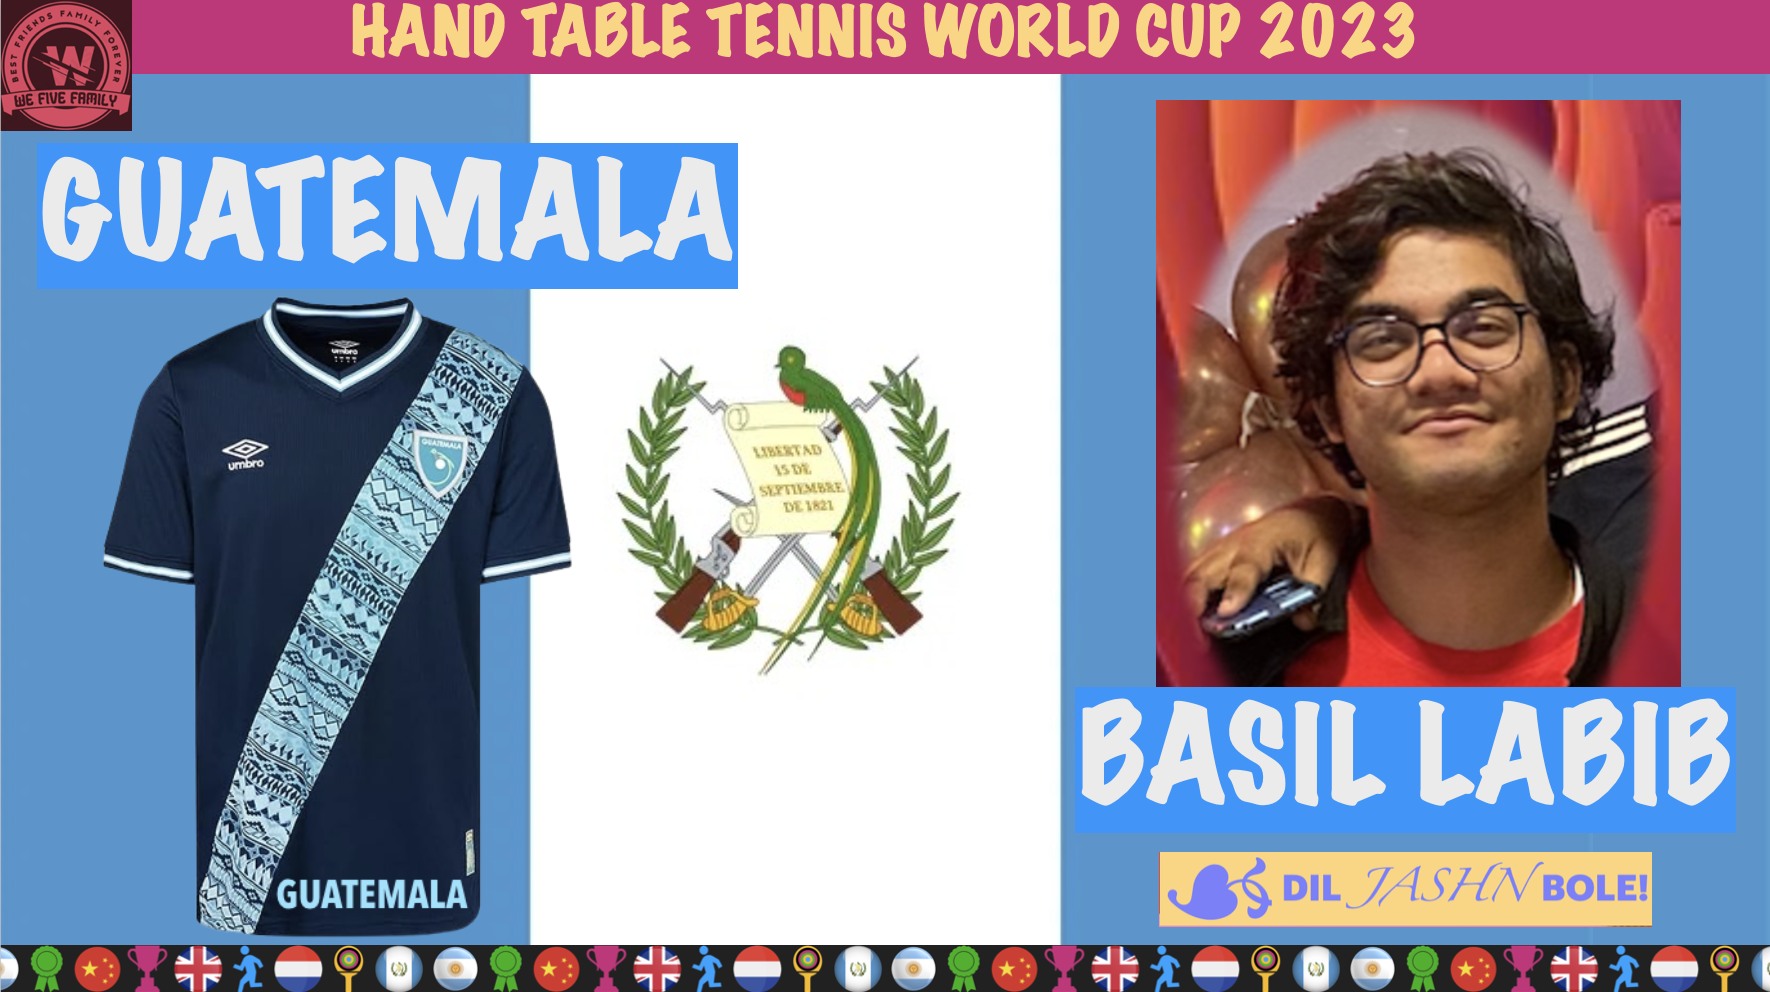 HAND TABLE TENNIS WORLD CUP 2023
BEST FRIENDS FAMILY FOREVER
W
WE FIVE FAMILY
GUATEMALA
umbro
umbro
GUATEMALA
GUATEMALA
LIBERTAD
15 DE
SEPTIEMBRE
DE 1821
BASIL LABIB
DIL JASHN BOLE!